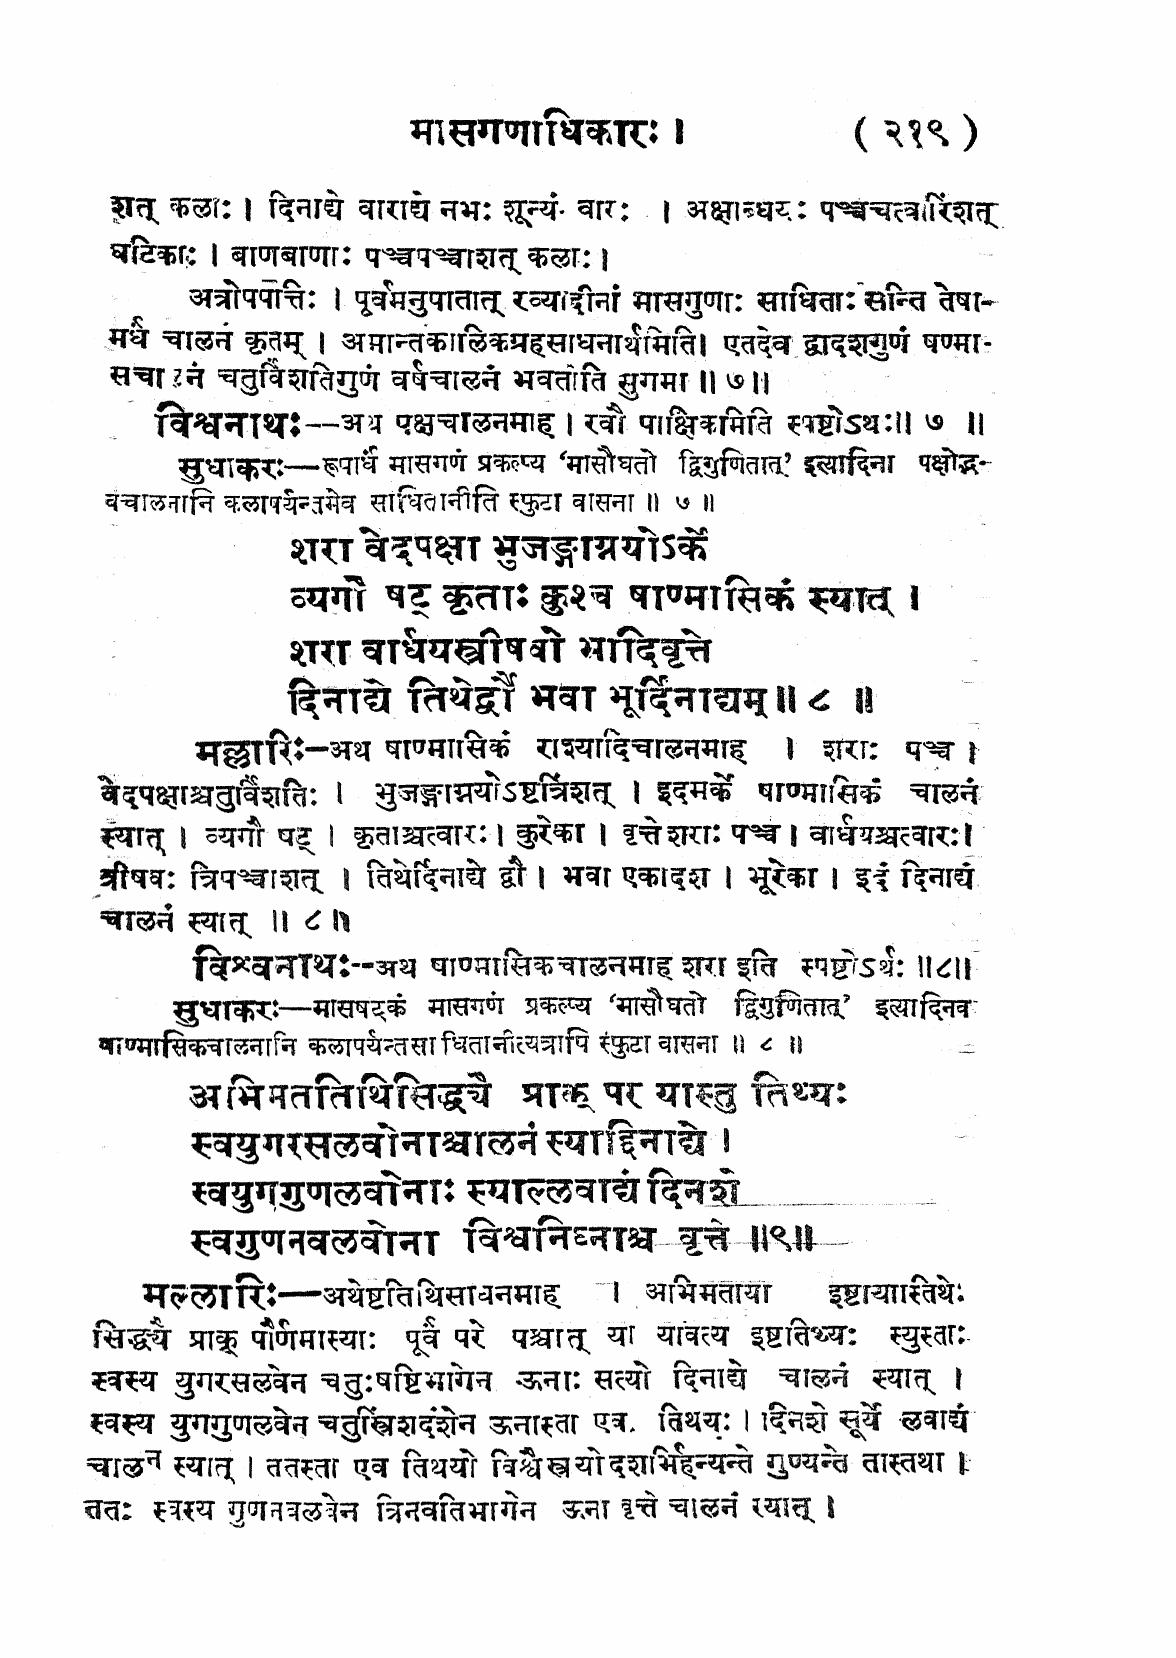 मासगणाधिकारः । ( २१९ )
शत् कलाः । दिनाद्ये वाराद्ये नभः शून्यं वारः । अक्षाब्धयः पञ्चचत्वारिंशत्
घटिकाः । बाणबाणाः पञ्चपञ्चाशत् कलाः ।
अत्रोपपत्तिः । पूर्वमनुपातात् रव्यादीनां मासगुणाः साधिताः सन्ति तेषा-
मर्धं चालनं कृतम् । अमान्तकालिकग्रहसाधनार्थमिति। एतदेव द्वादशगुणं षण्मा-
सचालनं चतुर्विंशतिगुणं वर्षचालनं भवतीति सुगमा ॥ ७ ॥
विश्वनाथः--अथ पक्षचालनमाह । रवौ पाक्षिकमिति स्पष्टोऽथः॥ ७ ॥
सुधाकरः—रूपार्धं मासगणं प्रकल्प्य ‘मासौघतो द्विगुणितात्’ इत्यादिना पक्षोद्भ-
वचालनानि कलापर्यन्तमेव साधितानीति स्फुटा वासना ॥ ७ ॥
शरा वेदपक्षा भुजङ्गाग्नयोऽर्के
व्यगौ षट् कृताः कुश्च षाण्मासिकं स्यात् ।
शरा वार्धयस्त्रीषवो भादिवृत्ते
दिनाद्ये तिथेर्द्वौ भवा भूर्दिनाद्यम् ॥ ८ ॥
मल्लारिः—अथ षाण्मासिकं राश्यादिचालनमाह । शराः पञ्च ।
वेदपक्षाश्चतुर्विंशतिः । भुजङ्गाग्नयोऽष्टत्रिंशत् । इदमर्के षाण्मासिकं चालनं
स्यात् । व्यगौ षट् । कृताश्चत्वारः । कुरेका । वृत्ते शराः पञ्च । वार्धयश्चत्वारः।
त्रीषवः त्रिपञ्चाशत् । तिथेर्दिनाद्ये द्वौ । भवा एकादश । भूरेका । इदं दिनाद्यं
चालनं स्यात् ॥ ८ ॥
विश्वनाथः--अथ षाण्मासिकचालनमाह शरा इति स्पष्टोऽर्थः ॥८॥
सुधाकरः—मासषट्कं मासगणं प्रकल्प्य ‘मासौघतो द्विगुणितात्’ इत्यादिनव
षाण्मासिकचालनानि कलापर्यन्तसाधितानीत्यत्रापि स्फुटा वासना ॥ ८ ॥
अभिमततिथिसिद्ध्यै प्राक् पर यास्तु तिथ्यः
स्वयुगरसलवोनाश्चालनं स्याद्दिनाद्ये ।
स्वयुगगुणलवोनाः स्याल्लवाद्यं दिनशे
स्वगुणनवलवोना विश्वनिघ्नाश्च वृत्ते ॥९॥
मल्लारिः—अथेष्टतिथिसाधनमाह । अभिमताया इष्टायास्तिथेः
सिद्ध्यै प्राक् पौर्णमास्याः पूर्वं परे पश्चात् या यावत्य इष्टतिथ्यः स्युस्ताः
स्वस्य युगरसलवेन चतुःषष्टिभागेन ऊनाः सत्यो दिनाद्ये चालनं स्यात् ।
स्वस्य युगगुणलवेन चतुस्त्रिंशदंशेन ऊनास्ता एव तिथयः । दिनशे सूर्ये लवाद्यं
चालनं स्यात् । ततस्ता एव तिथयो विश्वैस्त्रयोदशभिर्हन्यन्ते गुण्यन्ते तास्तथा ।
ततः स्वस्य गुणनवलवेन त्रिनवतिभागेन ऊना वृत्ते चालनं स्यात् ।